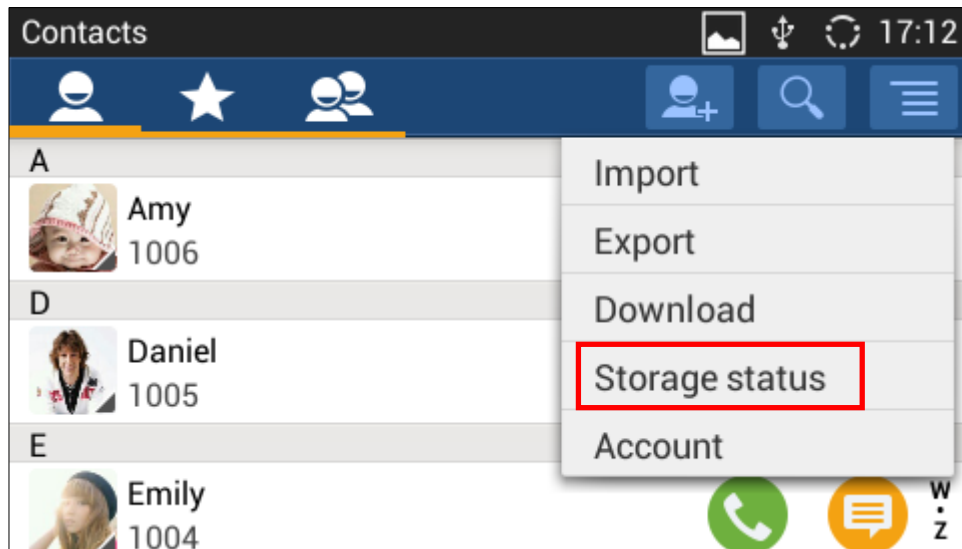 Contacts 17:12
A
Amy
1006
D
Daniel
1005
E
Emily
1004
Import
Export
Download
Storage status
Account
W
Z